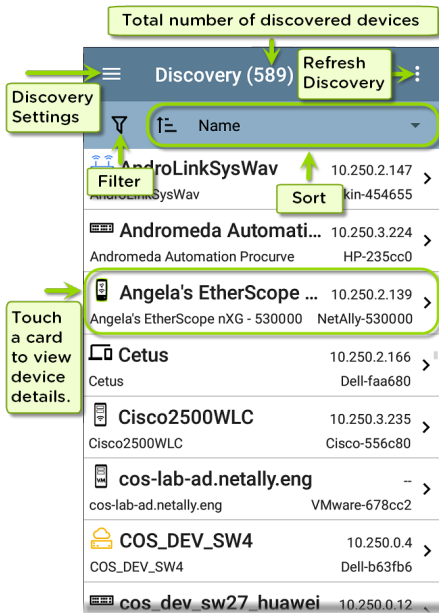 Total number of discovered devices
Discovery (589)
Refresh
Discovery
Discovery
Settings
Name
Filter
Sort
AndroLinkSysWav 10.250.2.147
AndroLinkSysWav kin-454655
Andromeda Automati... 10.250.3.224
Andromeda Automation Procurve HP-235cc0
Angela's EtherScope ... 10.250.2.139
Angela's EtherScope nXG - 530000 NetAlly-530000
Touch
a card
to view
device
details.
Cetus 10.250.2.166
Cetus Dell-faa680
Cisco2500WLC 10.250.3.235
Cisco2500WLC Cisco-556c80
VM cos-lab-ad.netally.eng --
cos-lab-ad.netally.eng VMware-678cc2
COS_DEV_SW4 10.250.0.4
COS_DEV_SW4 Dell-b63fb6
cos_dev_sw27_huawei 10.250.0.12